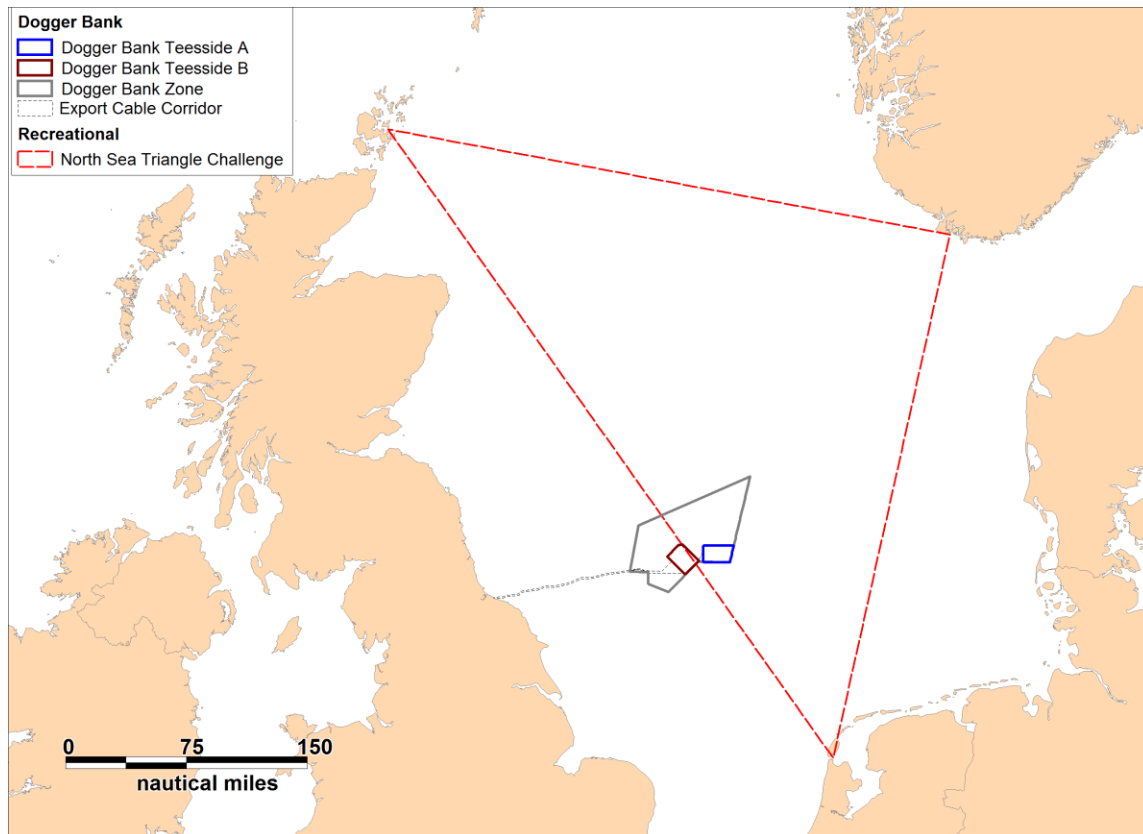 Dogger Bank
Dogger Bank Teesside A
Dogger Bank Teesside B
Dogger Bank Zone
Export Cable Corridor
Recreational
North Sea Triangle Challenge
0 75 150
nautical miles